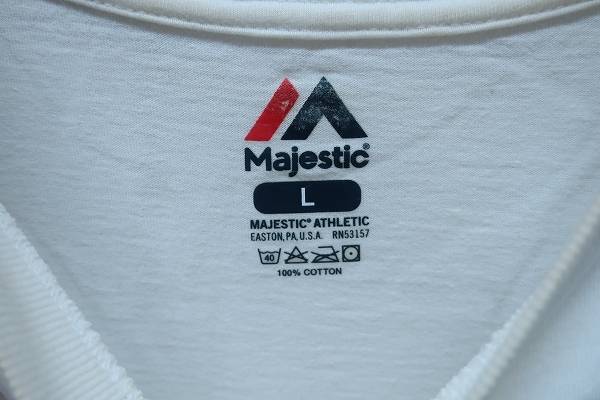 Majestic®
L
MAJESTIC® ATHLETIC
EASTON, PA, U.S.A. RN53157
40
100% COTTON